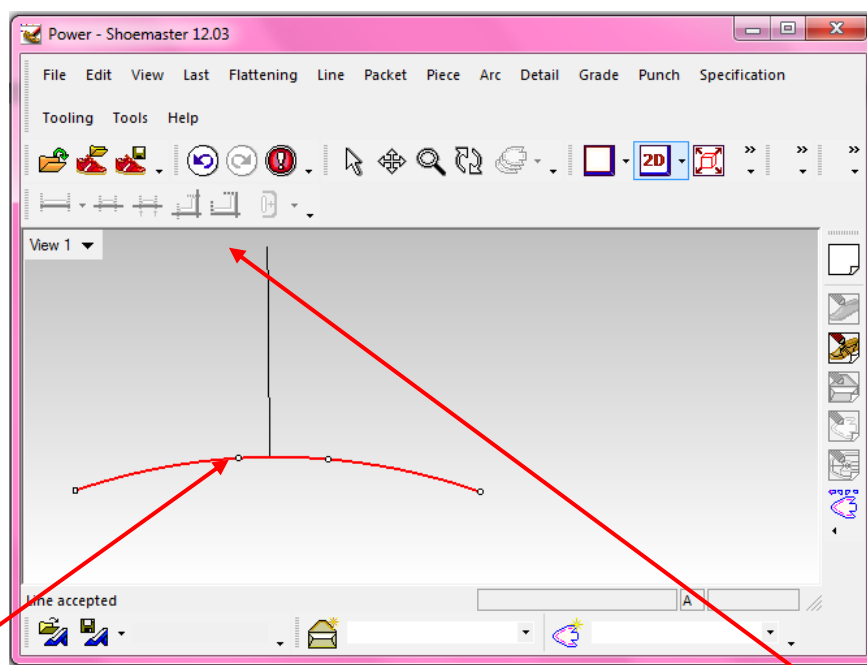 Power - Shoemaster 12.03
File Edit View Last Flattening Line Packet Piece Arc Detail Grade Punch Specification
Tooling Tools Help
2D
View 1
Line accepted
A